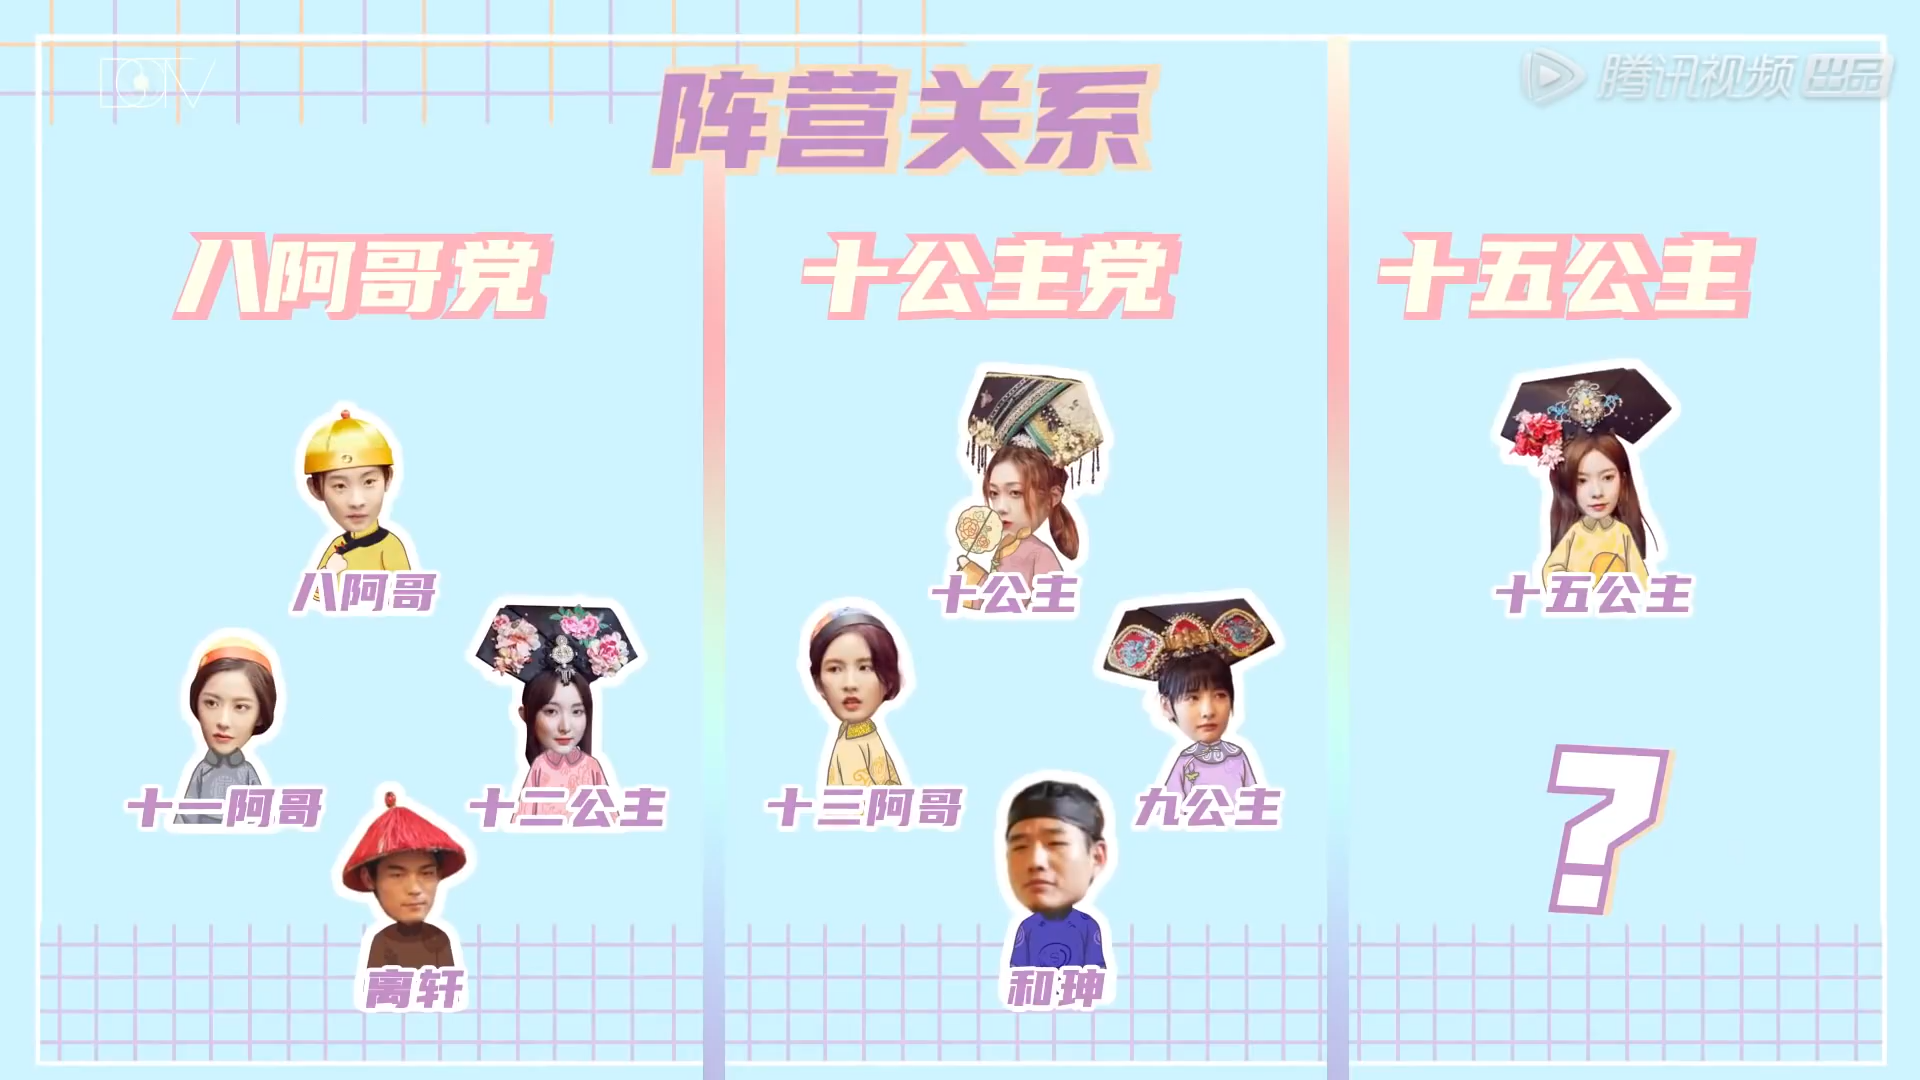 DDTV
腾讯视频 出品
阵营关系
八阿哥党
十公主党
十五公主
八阿哥
十公主
十五公主
十一阿哥
十二公主
十三阿哥
九公主
?
离轩
和珅